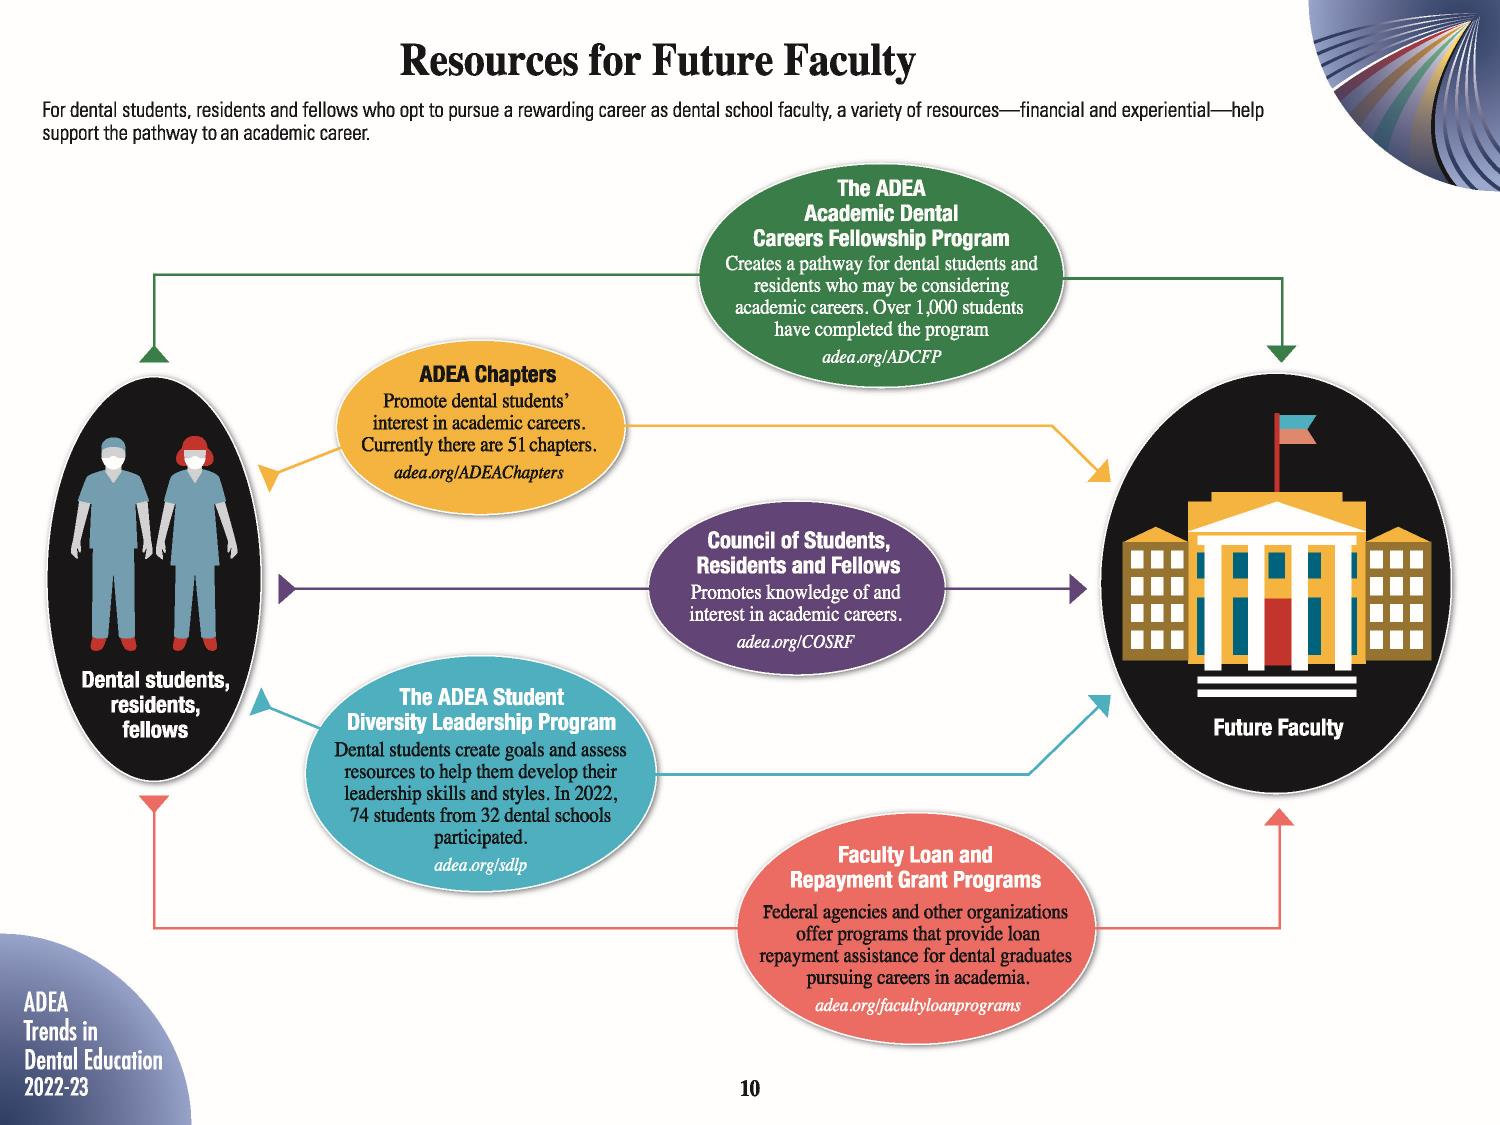 Resources for Future Faculty
For dental students, residents and fellows who opt to pursue a rewarding career as dental school faculty, a variety of resources—financial and experiential—help
support the pathway to an academic career.
The ADEA
Academic Dental
Careers Fellowship Program
Creates a pathway for dental students and
residents who may be considering
academic careers. Over 1,000 students
have completed the program
adea.org/ADCFP
ADEA Chapters
Promote dental students’
interest in academic careers.
Currently there are 51 chapters.
adea.org/ADEAChapters
Council of Students,
Residents and Fellows
Promotes knowledge of and
interest in academic careers.
adea.org/COSRF
Dental students,
residents,
fellows
The ADEA Student
Diversity Leadership Program
Dental students create goals and assess
resources to help them develop their
leadership skills and styles. In 2022,
74 students from 32 dental schools
participated.
adea.org/sdlp
Future Faculty
Faculty Loan and
Repayment Grant Programs
Federal agencies and other organizations
offer programs that provide loan
repayment assistance for dental graduates
pursuing careers in academia.
adea.org/facultyloanprograms
ADEA
Trends in
Dental Education
2022-23
10